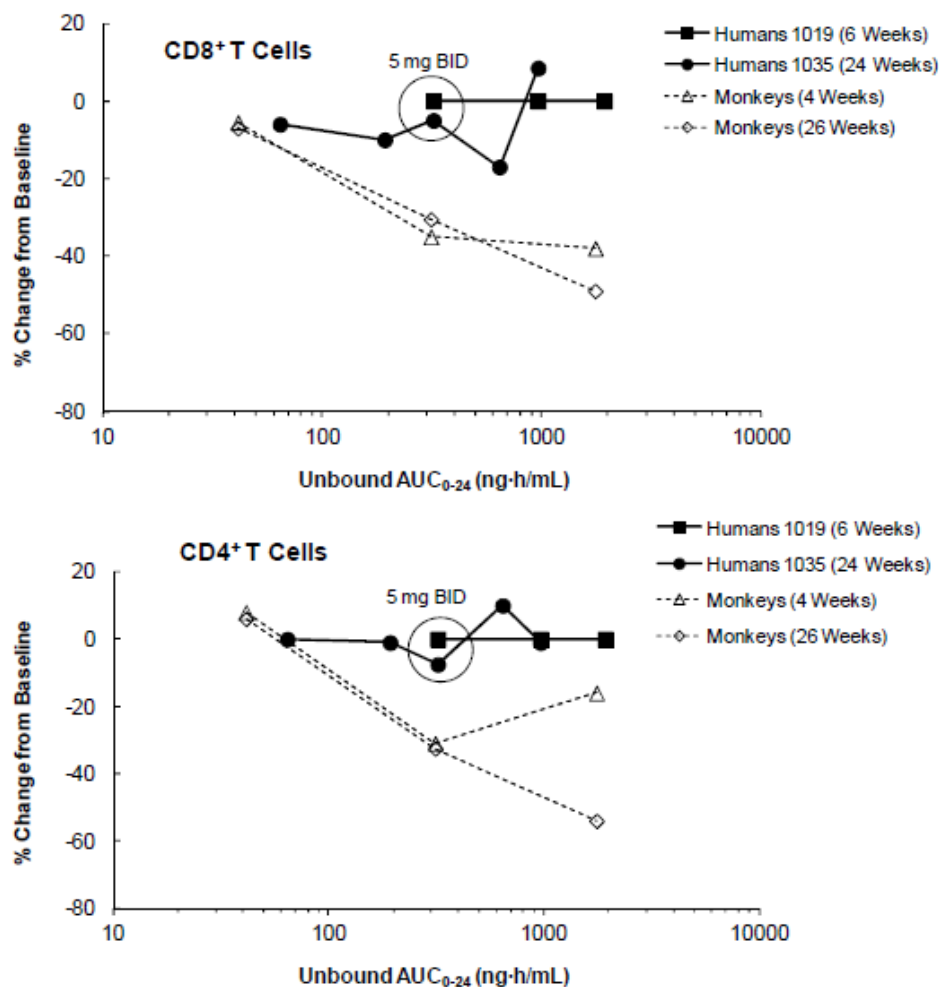 CD8⁺ T Cells
5 mg BID
Humans 1019 (6 Weeks)
Humans 1035 (24 Weeks)
Monkeys (4 Weeks)
Monkeys (26 Weeks)
% Change from Baseline
20
0
-20
-40
-60
-80
10
100
1000
10000
Unbound AUC₀₋₂₄ (ng·h/mL)
CD4⁺ T Cells
5 mg BID
Humans 1019 (6 Weeks)
Humans 1035 (24 Weeks)
Monkeys (4 Weeks)
Monkeys (26 Weeks)
% Change from Baseline
20
0
-20
-40
-60
-80
10
100
1000
10000
Unbound AUC₀₋₂₄ (ng·h/mL)